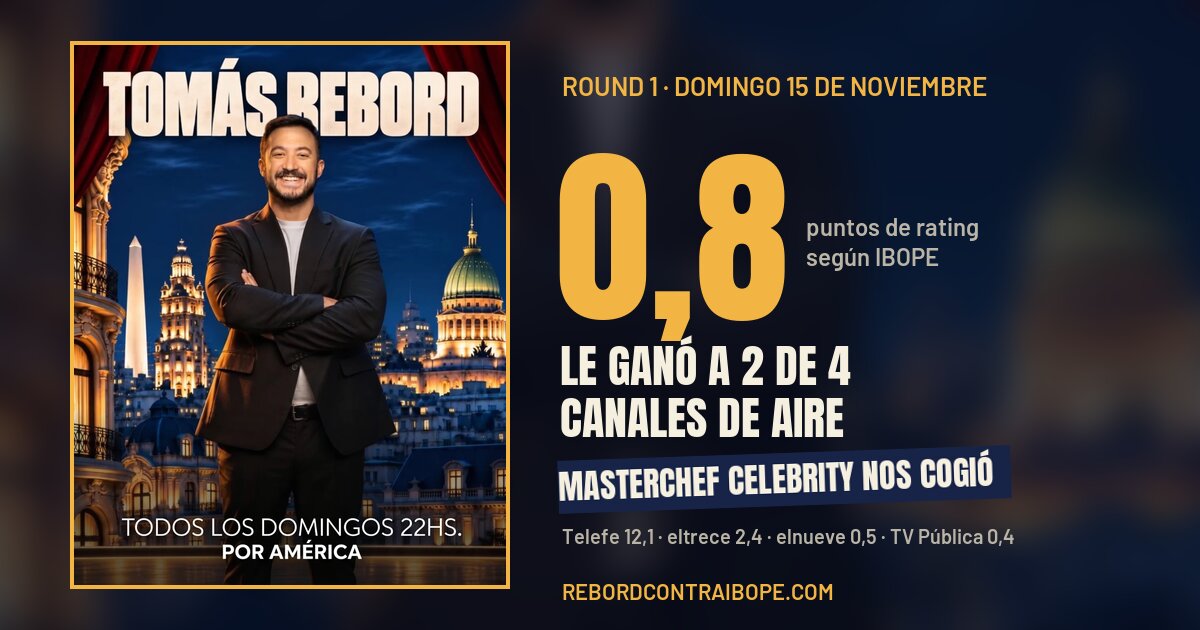 TOMÁS REBORD
TODOS LOS DOMINGOS 22HS.
POR AMÉRICA
ROUND 1 · DOMINGO 15 DE NOVIEMBRE
0,8
puntos de rating
según IBOPE
LE GANÓ A 2 DE 4
CANALES DE AIRE
MASTERCHEF CELEBRITY NOS COGIÓ
Telefe 12,1 · eltrece 2,4 · elnueve 0,5 · TV Pública 0,4
REBORDCONTRAIBOPE.COM